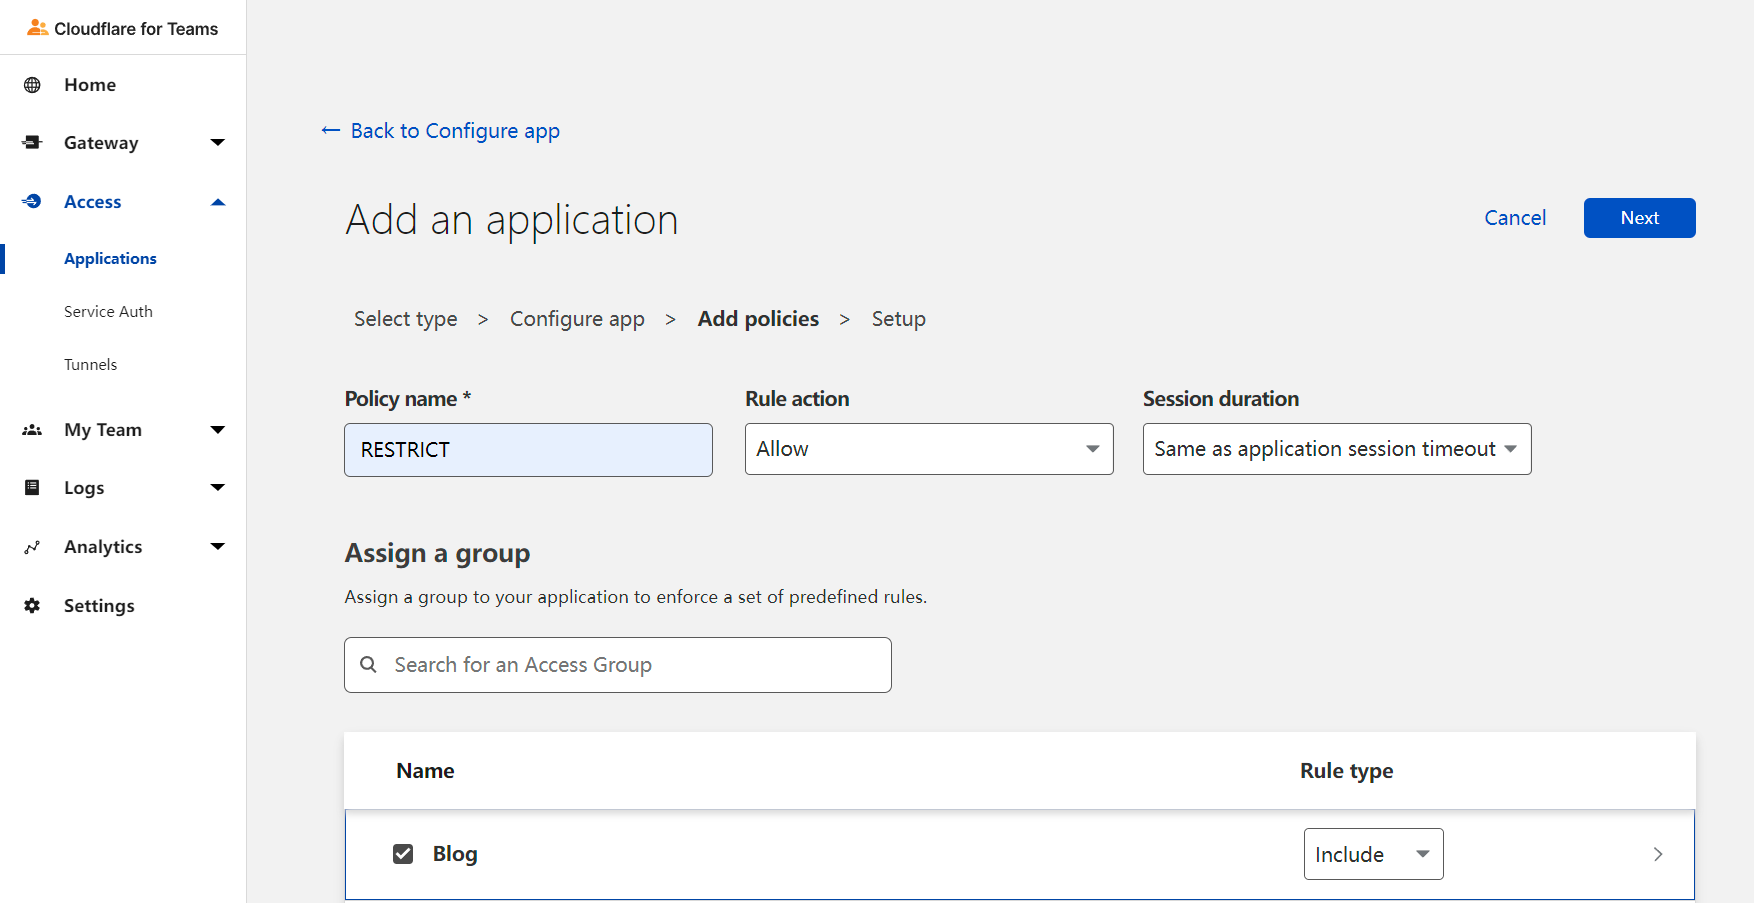 Cloudflare for Teams
Home
Gateway
Access
Applications
Service Auth
Tunnels
My Team
Logs
Analytics
Settings
← Back to Configure app
Add an application
Cancel
Next
Select type > Configure app > Add policies > Setup
Policy name *
RESTRICT
Rule action
Allow
Session duration
Same as application session timeout
Assign a group
Assign a group to your application to enforce a set of predefined rules.
Search for an Access Group
Name Rule type
Blog Include